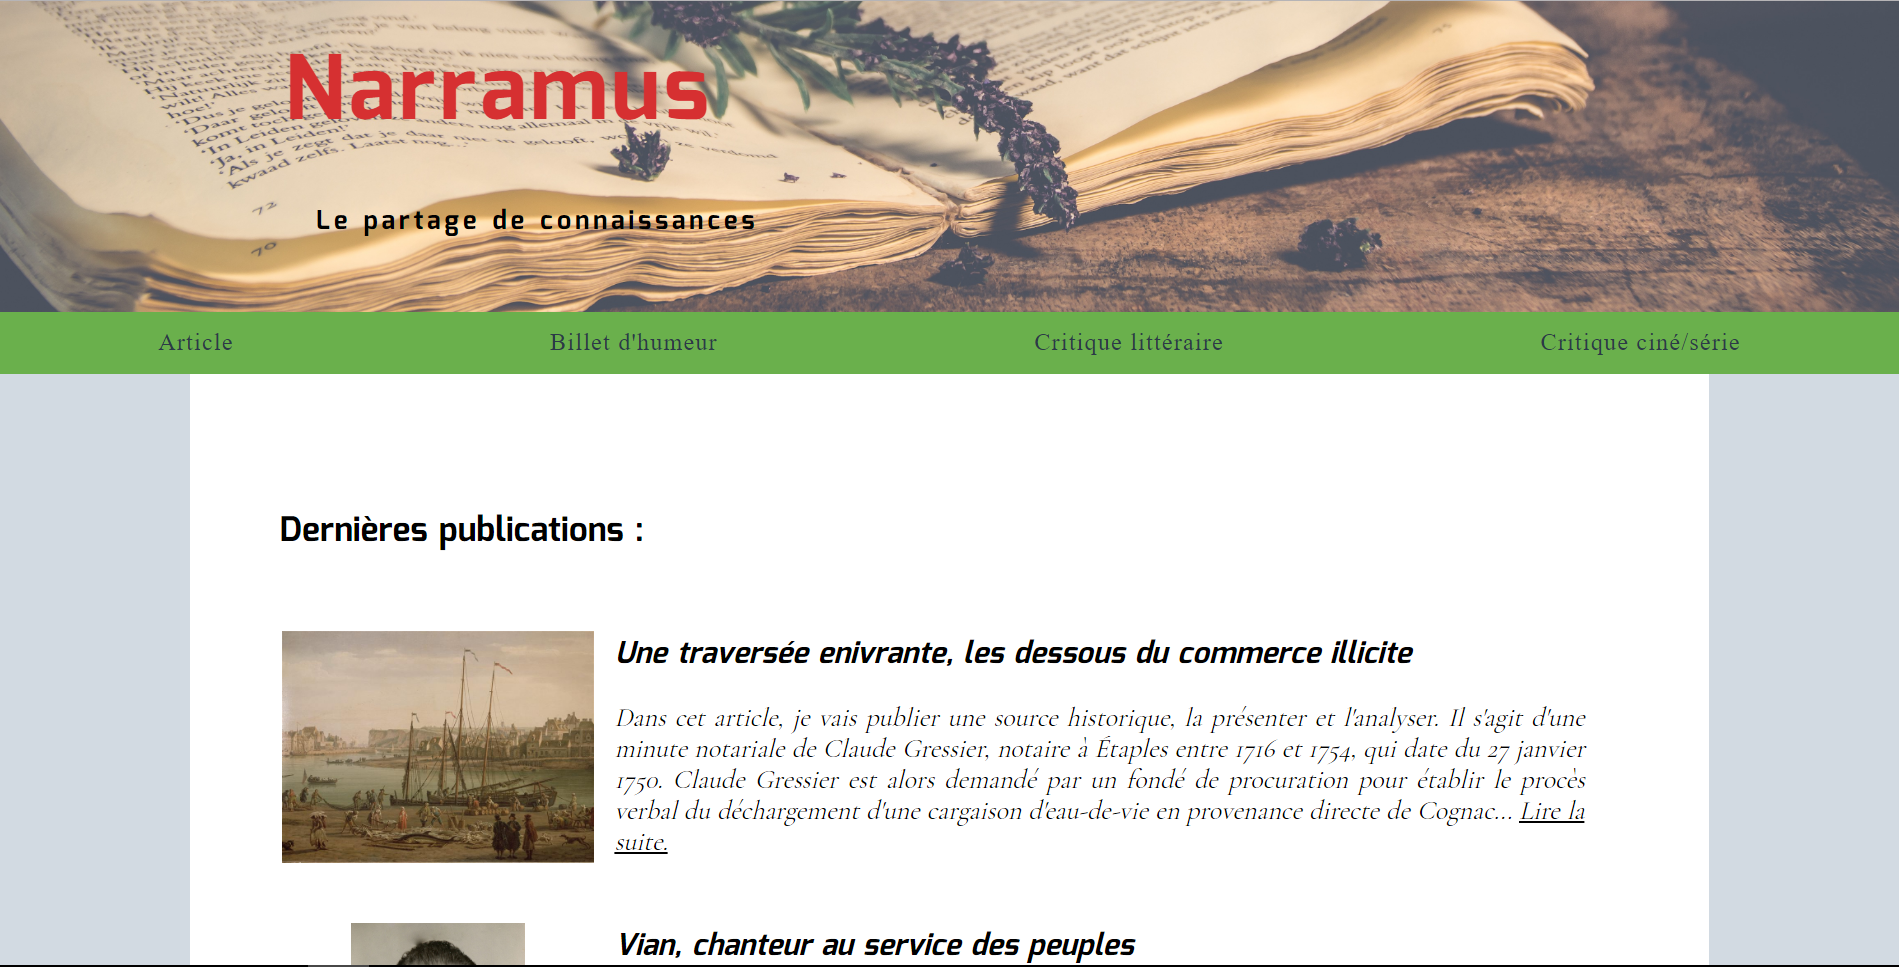 Narramus
Le partage de connaissances
72
70
Article
Billet d'humeur
Critique littéraire
Critique ciné/série
Dernières publications :
Une traversée enivrante, les dessous du commerce illicite
Dans cet article, je vais publier une source historique, la présenter et l'analyser. Il s'agit d'une
minute notariale de Claude Gressier, notaire à Étaples entre 1716 et 1754, qui date du 27 janvier
1750. Claude Gressier est alors demandé par un fondé de procuration pour établir le procès
verbal du déchargement d'une cargaison d'eau-de-vie en provenance directe de Cognac... Lire la
suite.
Vian, chanteur au service des peuples